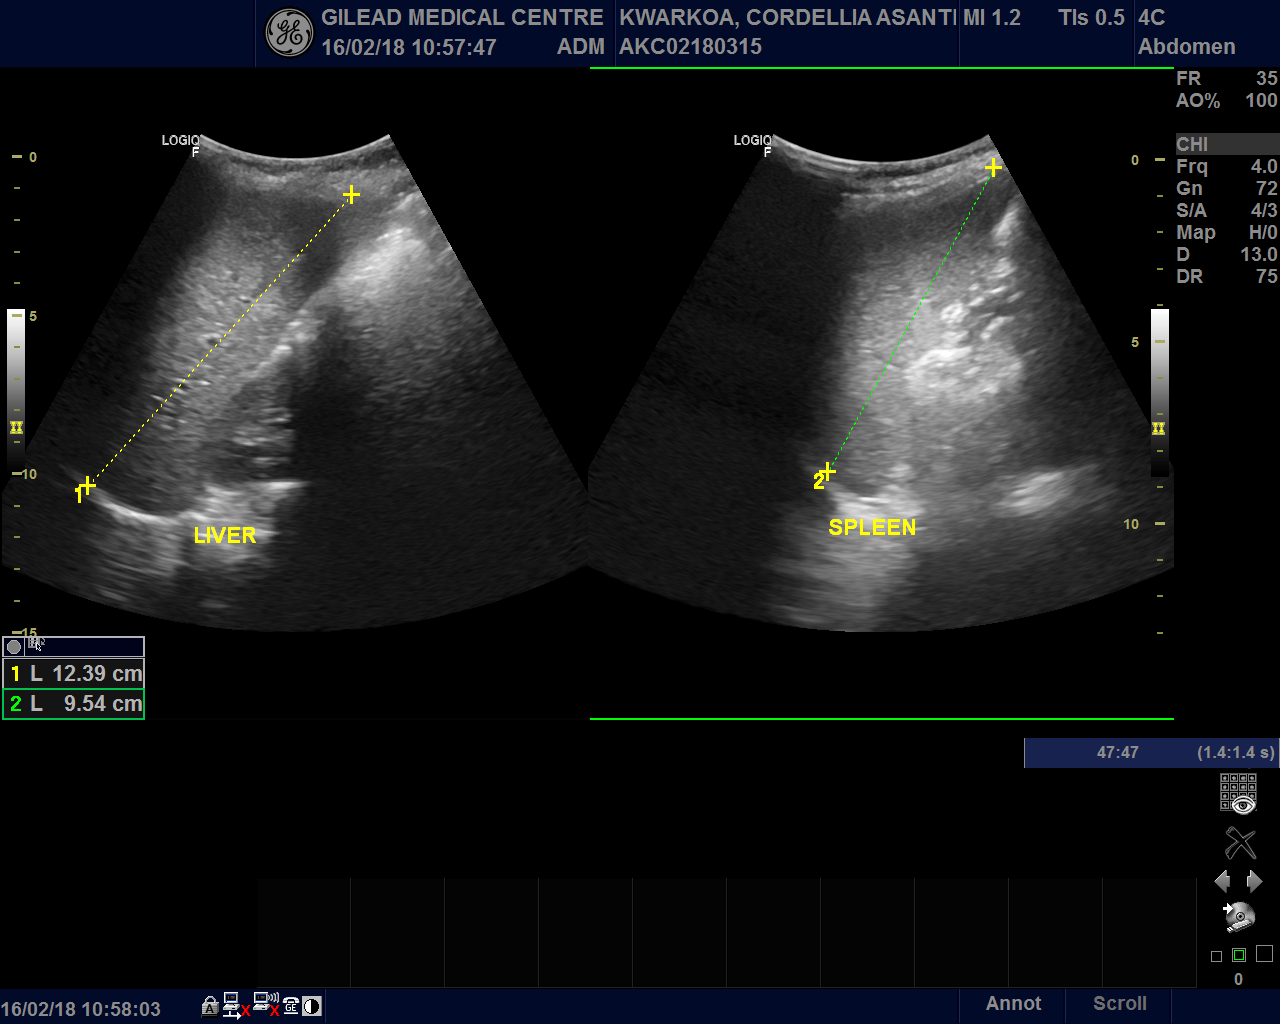 GILEAD MEDICAL CENTRE
16/02/18 10:57:47 ADM
KWARKOA, CORDELLIA ASANTI
AKC02180315
MI 1.2 TIs 0.5
4C
Abdomen
FR 35
AO% 100
CHI
Frq 4.0
Gn 72
S/A 4/3
Map H/0
D 13.0
DR 75
LOGIQ
F
0
5
10
15
1
LIVER
LOGIQ
F
0
5
10
2
SPLEEN
1 L 12.39 cm
2 L 9.54 cm
47:47 (1.4:1.4 s)
0
16/02/18 10:58:03
Annot
Scroll